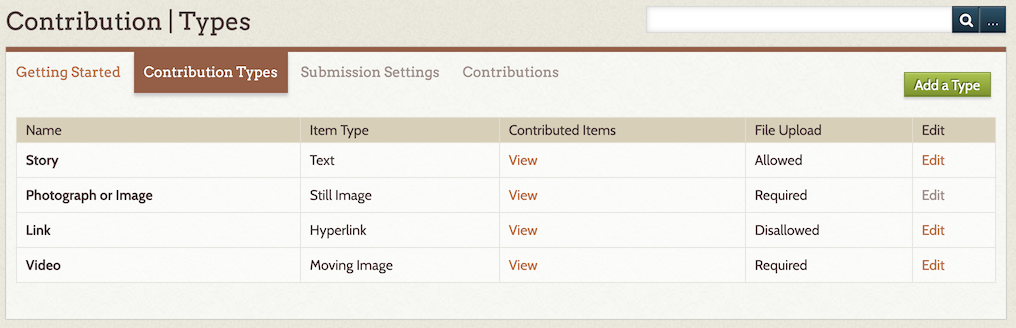 Contribution | Types
...
Getting Started Contribution Types Submission Settings Contributions
Add a Type
Name Item Type Contributed Items File Upload Edit
Story Text View Allowed Edit
Photograph or Image Still Image View Required Edit
Link Hyperlink View Disallowed Edit
Video Moving Image View Required Edit